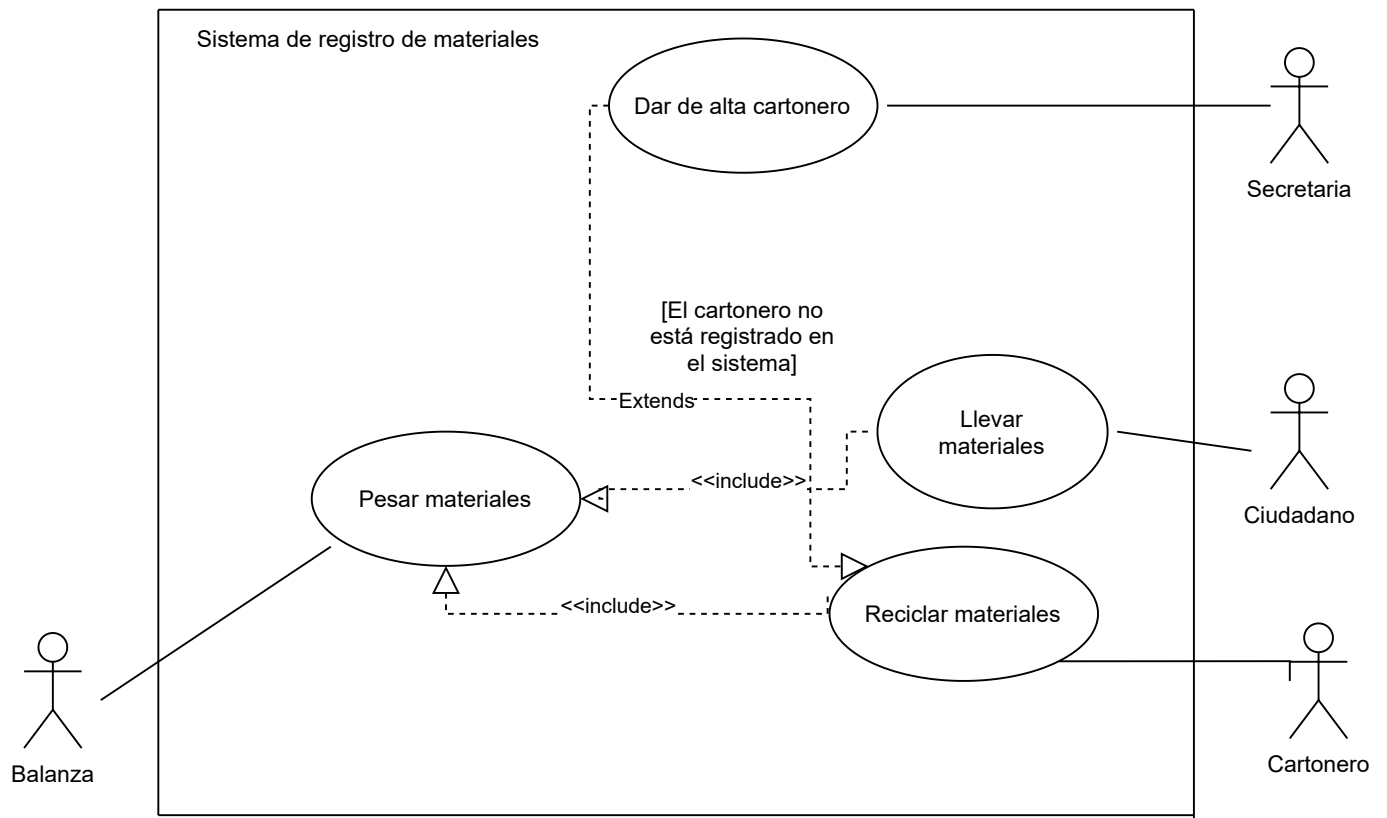 Sistema de registro de materiales
Dar de alta cartonero
Secretaria
[El cartonero no
está registrado en
el sistema]
Extends
Llevar
materiales
<<include>>
Pesar materiales
Ciudadano
<<include>>
Reciclar materiales
Balanza
Cartonero